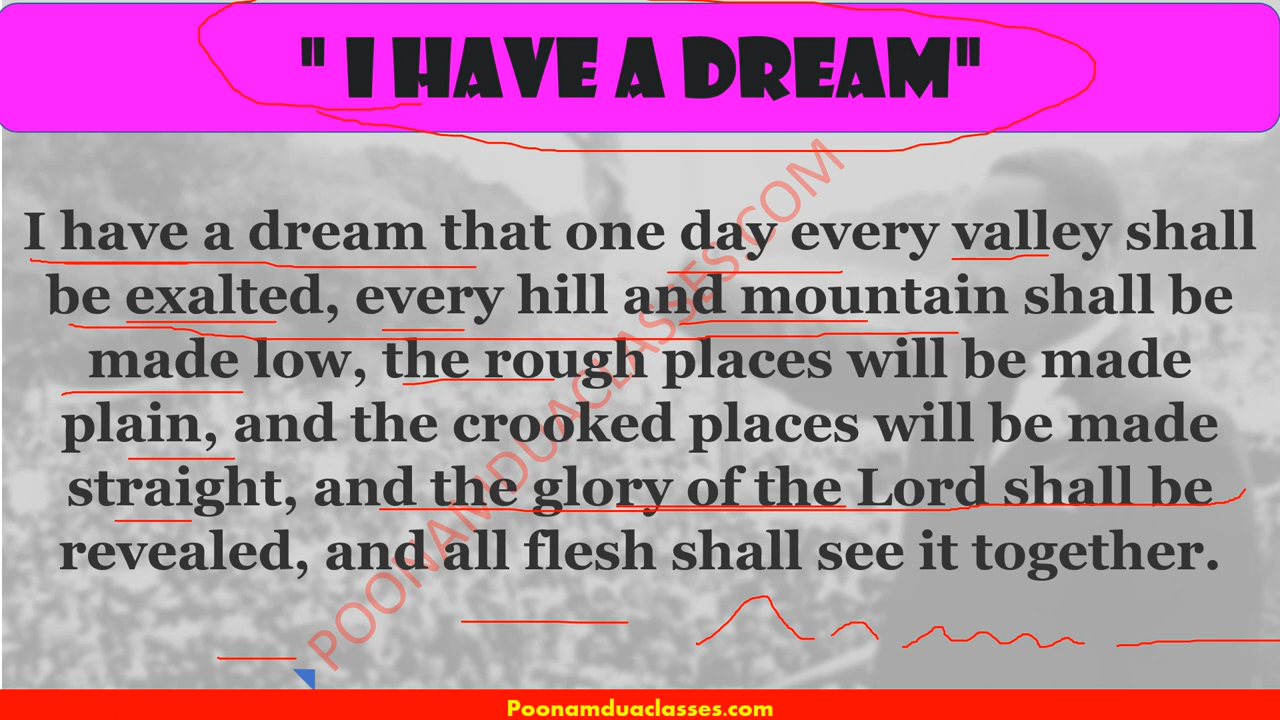 " I HAVE A DREAM"
I have a dream that one day every valley shall
be exalted, every hill and mountain shall be
made low, the rough places will be made
plain, and the crooked places will be made
straight, and the glory of the Lord shall be
revealed, and all flesh shall see it together.
POONAMDUACLASSES.COM
Poonamduaclasses.com